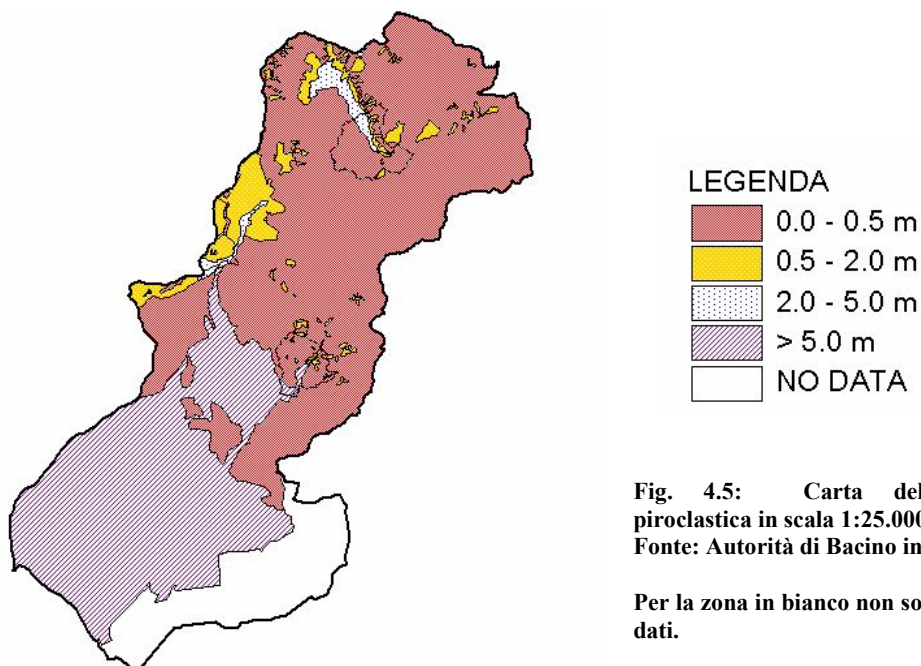 LEGENDA
0.0 - 0.5 m
0.5 - 2.0 m
2.0 - 5.0 m
> 5.0 m
NO DATA
Fig. 4.5: Carta del
piroclastica in scala 1:25.000
Fonte: Autorità di Bacino in
Per la zona in bianco non so
dati.